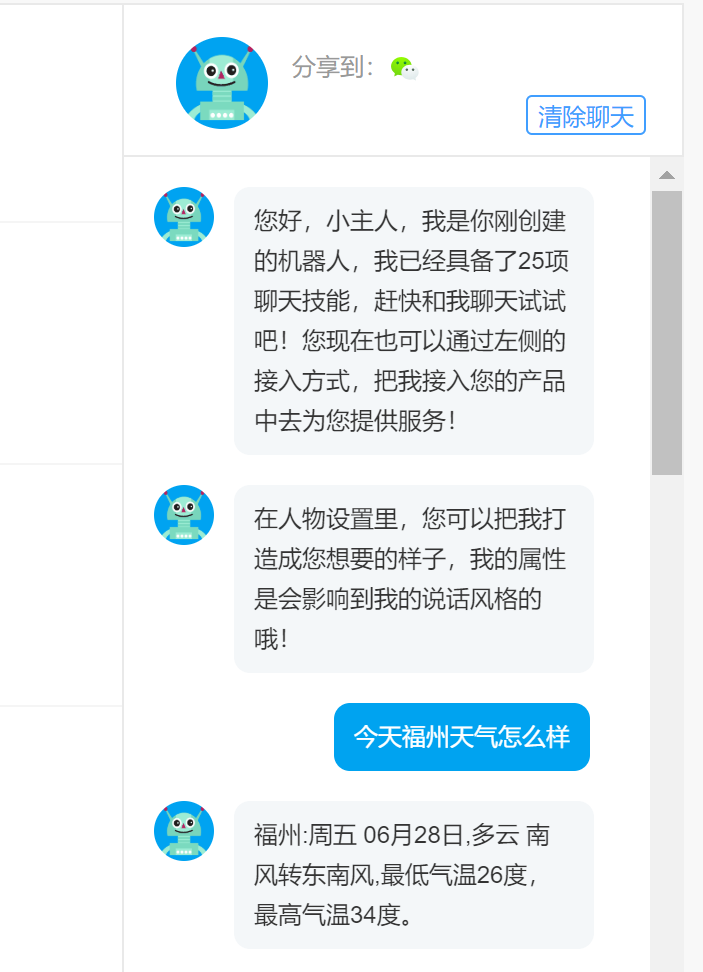 分享到：
清除聊天
您好，小主人，我是你刚创建
的机器人，我已经具备了25项
聊天技能，赶快和我聊天试试
吧！您现在也可以通过左侧的
接入方式，把我接入您的产品
中去为您提供服务！
在人物设置里，您可以把我打
造成您想要的样子，我的属性
是会影响到我的说话风格的
哦！
今天福州天气怎么样
福州:周五 06月28日,多云 南
风转东南风,最低气温26度，
最高气温34度。